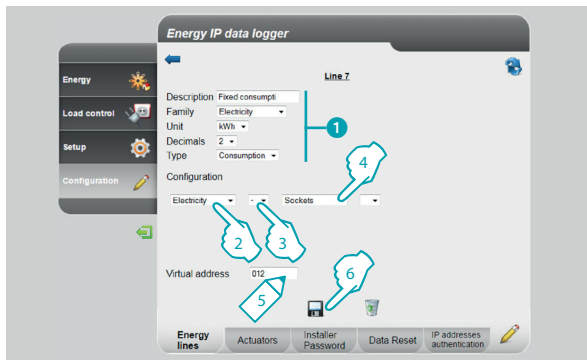 Energy IP data logger
Energy
Load control
Setup
Configuration
Line 7
Description Fixed consumpti
Family Electricity
Unit kWh
Decimals 2
Type Consumption
1
Configuration
4
Electricity - Sockets
2 3
Virtual address 012
5 6
Energy lines
Actuators
Installer Password
Data Reset
IP addresses authentication